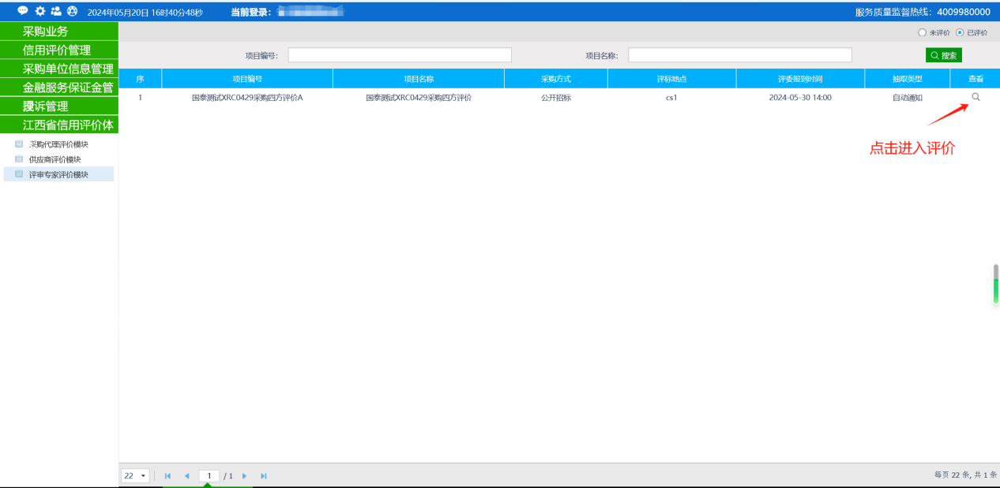 2024年05月20日 16时40分48秒 当前登录： 服务质量监督热线：4009980000
采购业务
信用评价管理
采购单位信息管理
金融服务保证金管
投诉管理
江西省信用评价体
采购代理评价模块
供应商评价模块
评审专家评价模块
未评价 已评价
项目编号： 项目名称： 搜索
序 项目编号 项目名称 采购方式 评标地点 评委报到时间 抽取类型 查看
1 国泰测试XRC0429采购四方评价A 国泰测试XRC0429采购四方评价 公开招标 cs1 2024-05-30 14:00 自动通知
点击进入评价
22 1 / 1 每页 22 条, 共 1 条